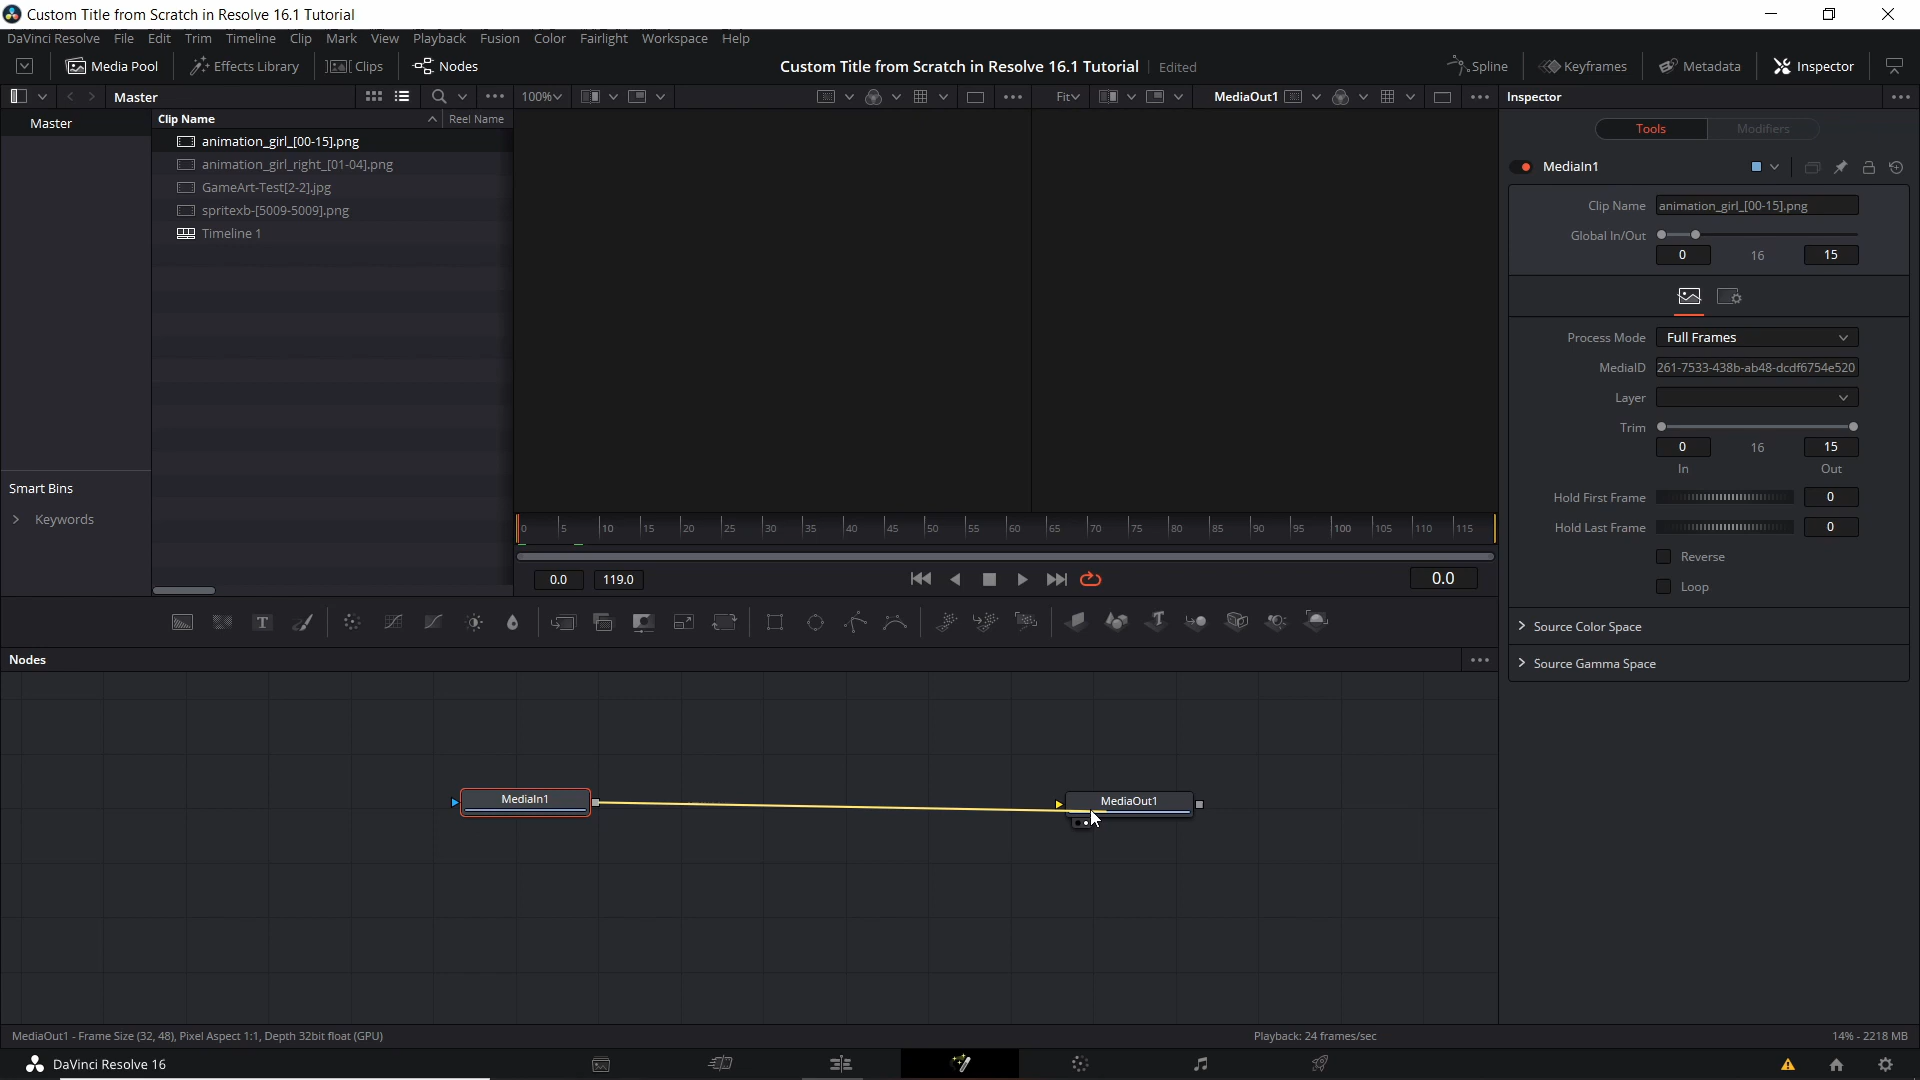 Custom Title from Scratch in Resolve 16.1 Tutorial
DaVinci Resolve File Edit Trim Timeline Clip Mark View Playback Fusion Color Fairlight Workspace Help
Media Pool Effects Library Clips Nodes Custom Title from Scratch in Resolve 16.1 Tutorial Edited Spline Keyframes Metadata Inspector
Master 100% Fit MediaOut1 Inspector
Master Clip Name Reel Name Tools Modifiers
animation_girl_[00-15].png
animation_girl_right_[01-04].png MediaIn1
GameArt-Test[2-2].jpg
spritexb-[5009-5009].png Clip Name animation_girl_[00-15].png
Timeline 1 Global In/Out
0 16 15
Process Mode Full Frames
MediaID 261-7533-438b-ab48-dcdf6754e520
Layer
Trim
0 16 15
In Out
Smart Bins Hold First Frame 0
Keywords 0 5 10 15 20 25 30 35 40 45 50 55 60 65 70 75 80 85 90 95 100 105 110 115 Hold Last Frame 0
Reverse
0.0 119.0 0.0 Loop
Source Color Space
Nodes Source Gamma Space
MediaIn1 MediaOut1
MediaOut1 - Frame Size (32, 48), Pixel Aspect 1:1, Depth 32bit float (GPU) Playback: 24 frames/sec 14% - 2218 MB
DaVinci Resolve 16